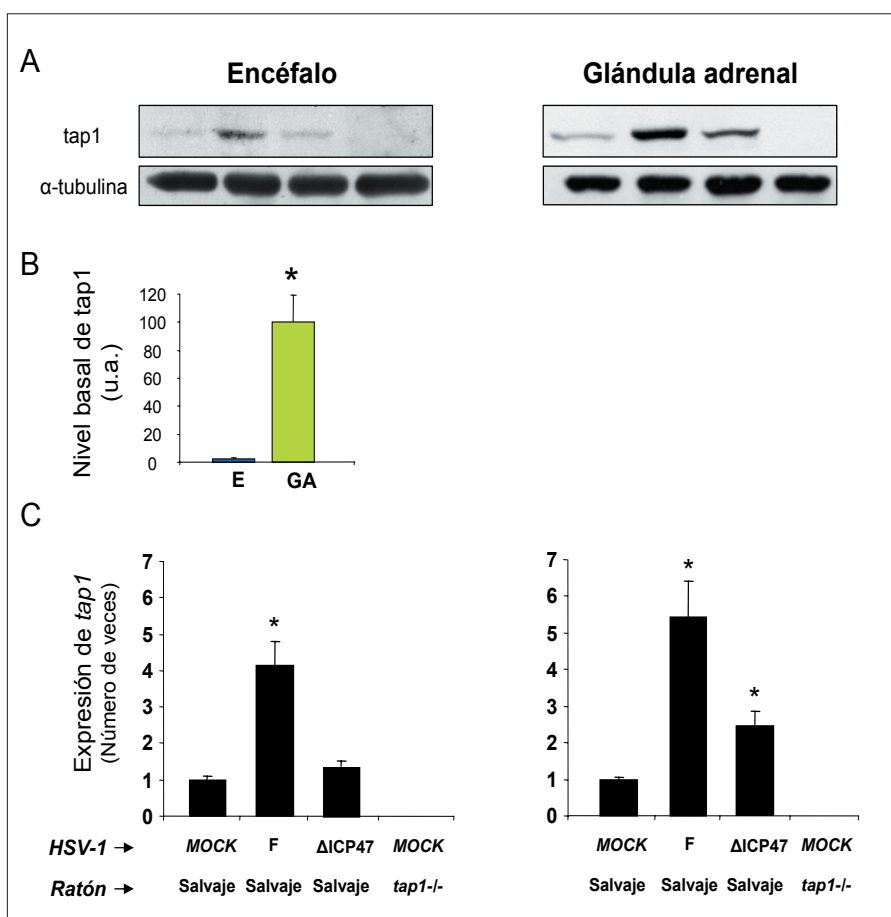 A
Encéfalo
Glándula adrenal
tap1
α-tubulina
B
Nivel basal de tap1
(u.a.)
*
120
100
80
60
40
20
0
E
GA
C
Expresión de tap1
(Número de veces)
7
6
5
4
3
2
1
0
*
7
6
5
4
3
2
1
0
*
*
HSV-1 → MOCK F ΔICP47 MOCK
MOCK F ΔICP47 MOCK
Ratón → Salvaje Salvaje Salvaje tap1-/-
Salvaje Salvaje Salvaje tap1-/-